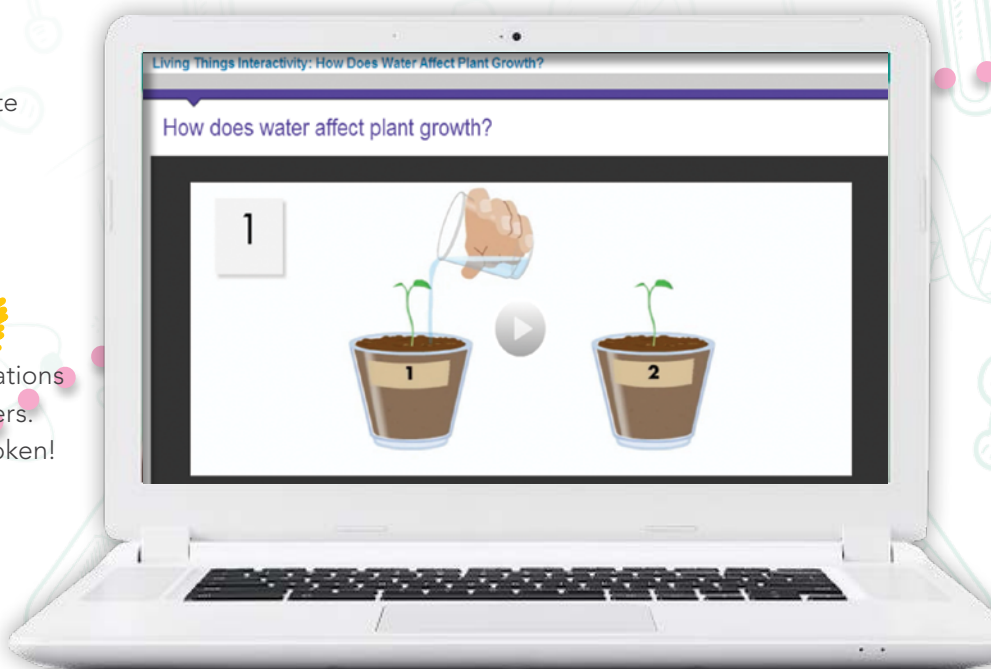 Living Things Interactivity: How Does Water Affect Plant Growth?
How does water affect plant growth?
1
1
2